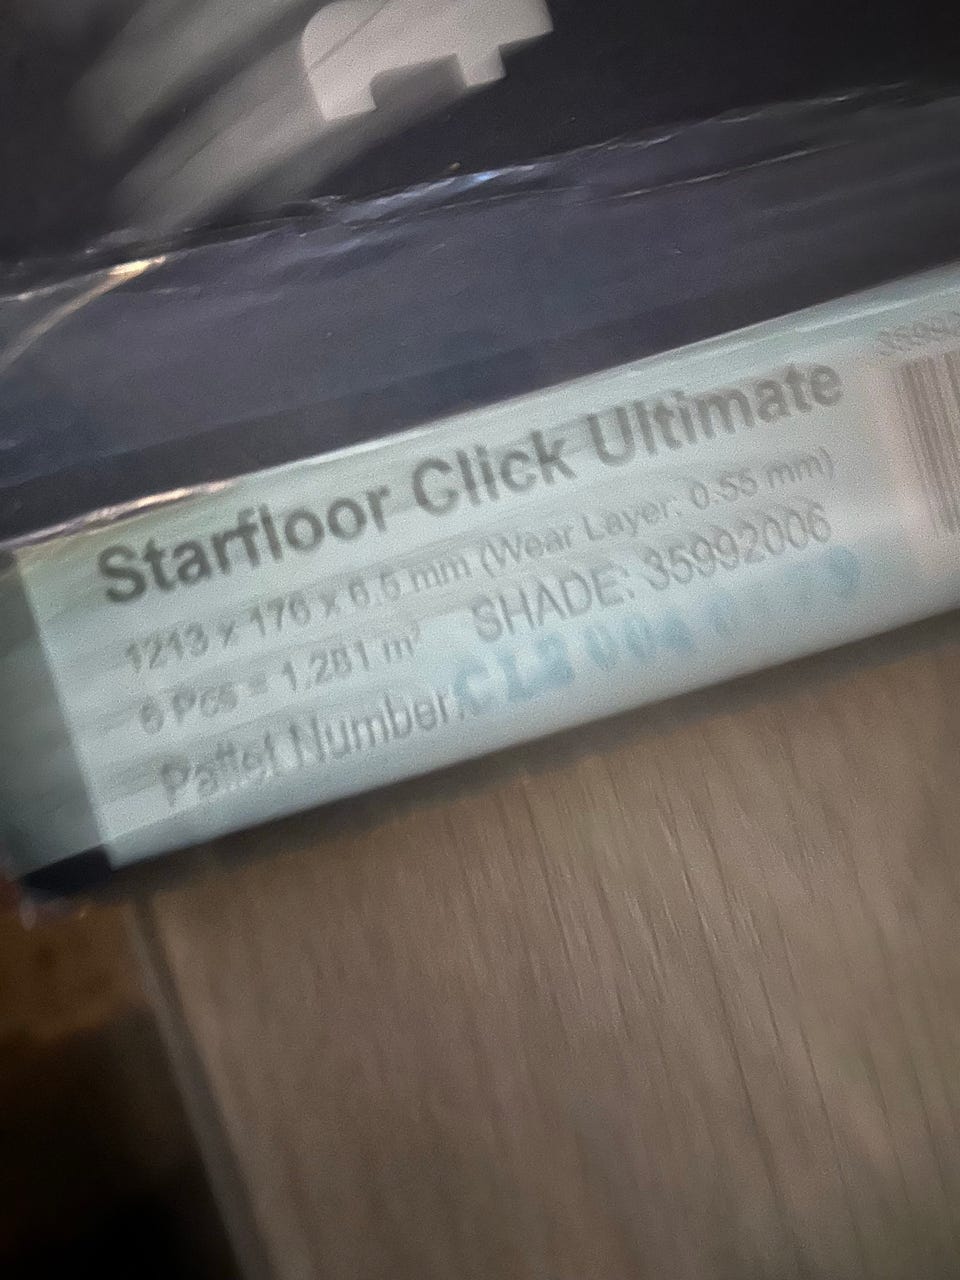 Starfloor Click Ultimate
1213 x 176 x 6.5 mm (Wear Layer: 0.55 mm)
6 Pcs = 1.281 m² SHADE: 35992006
Pallet Number: